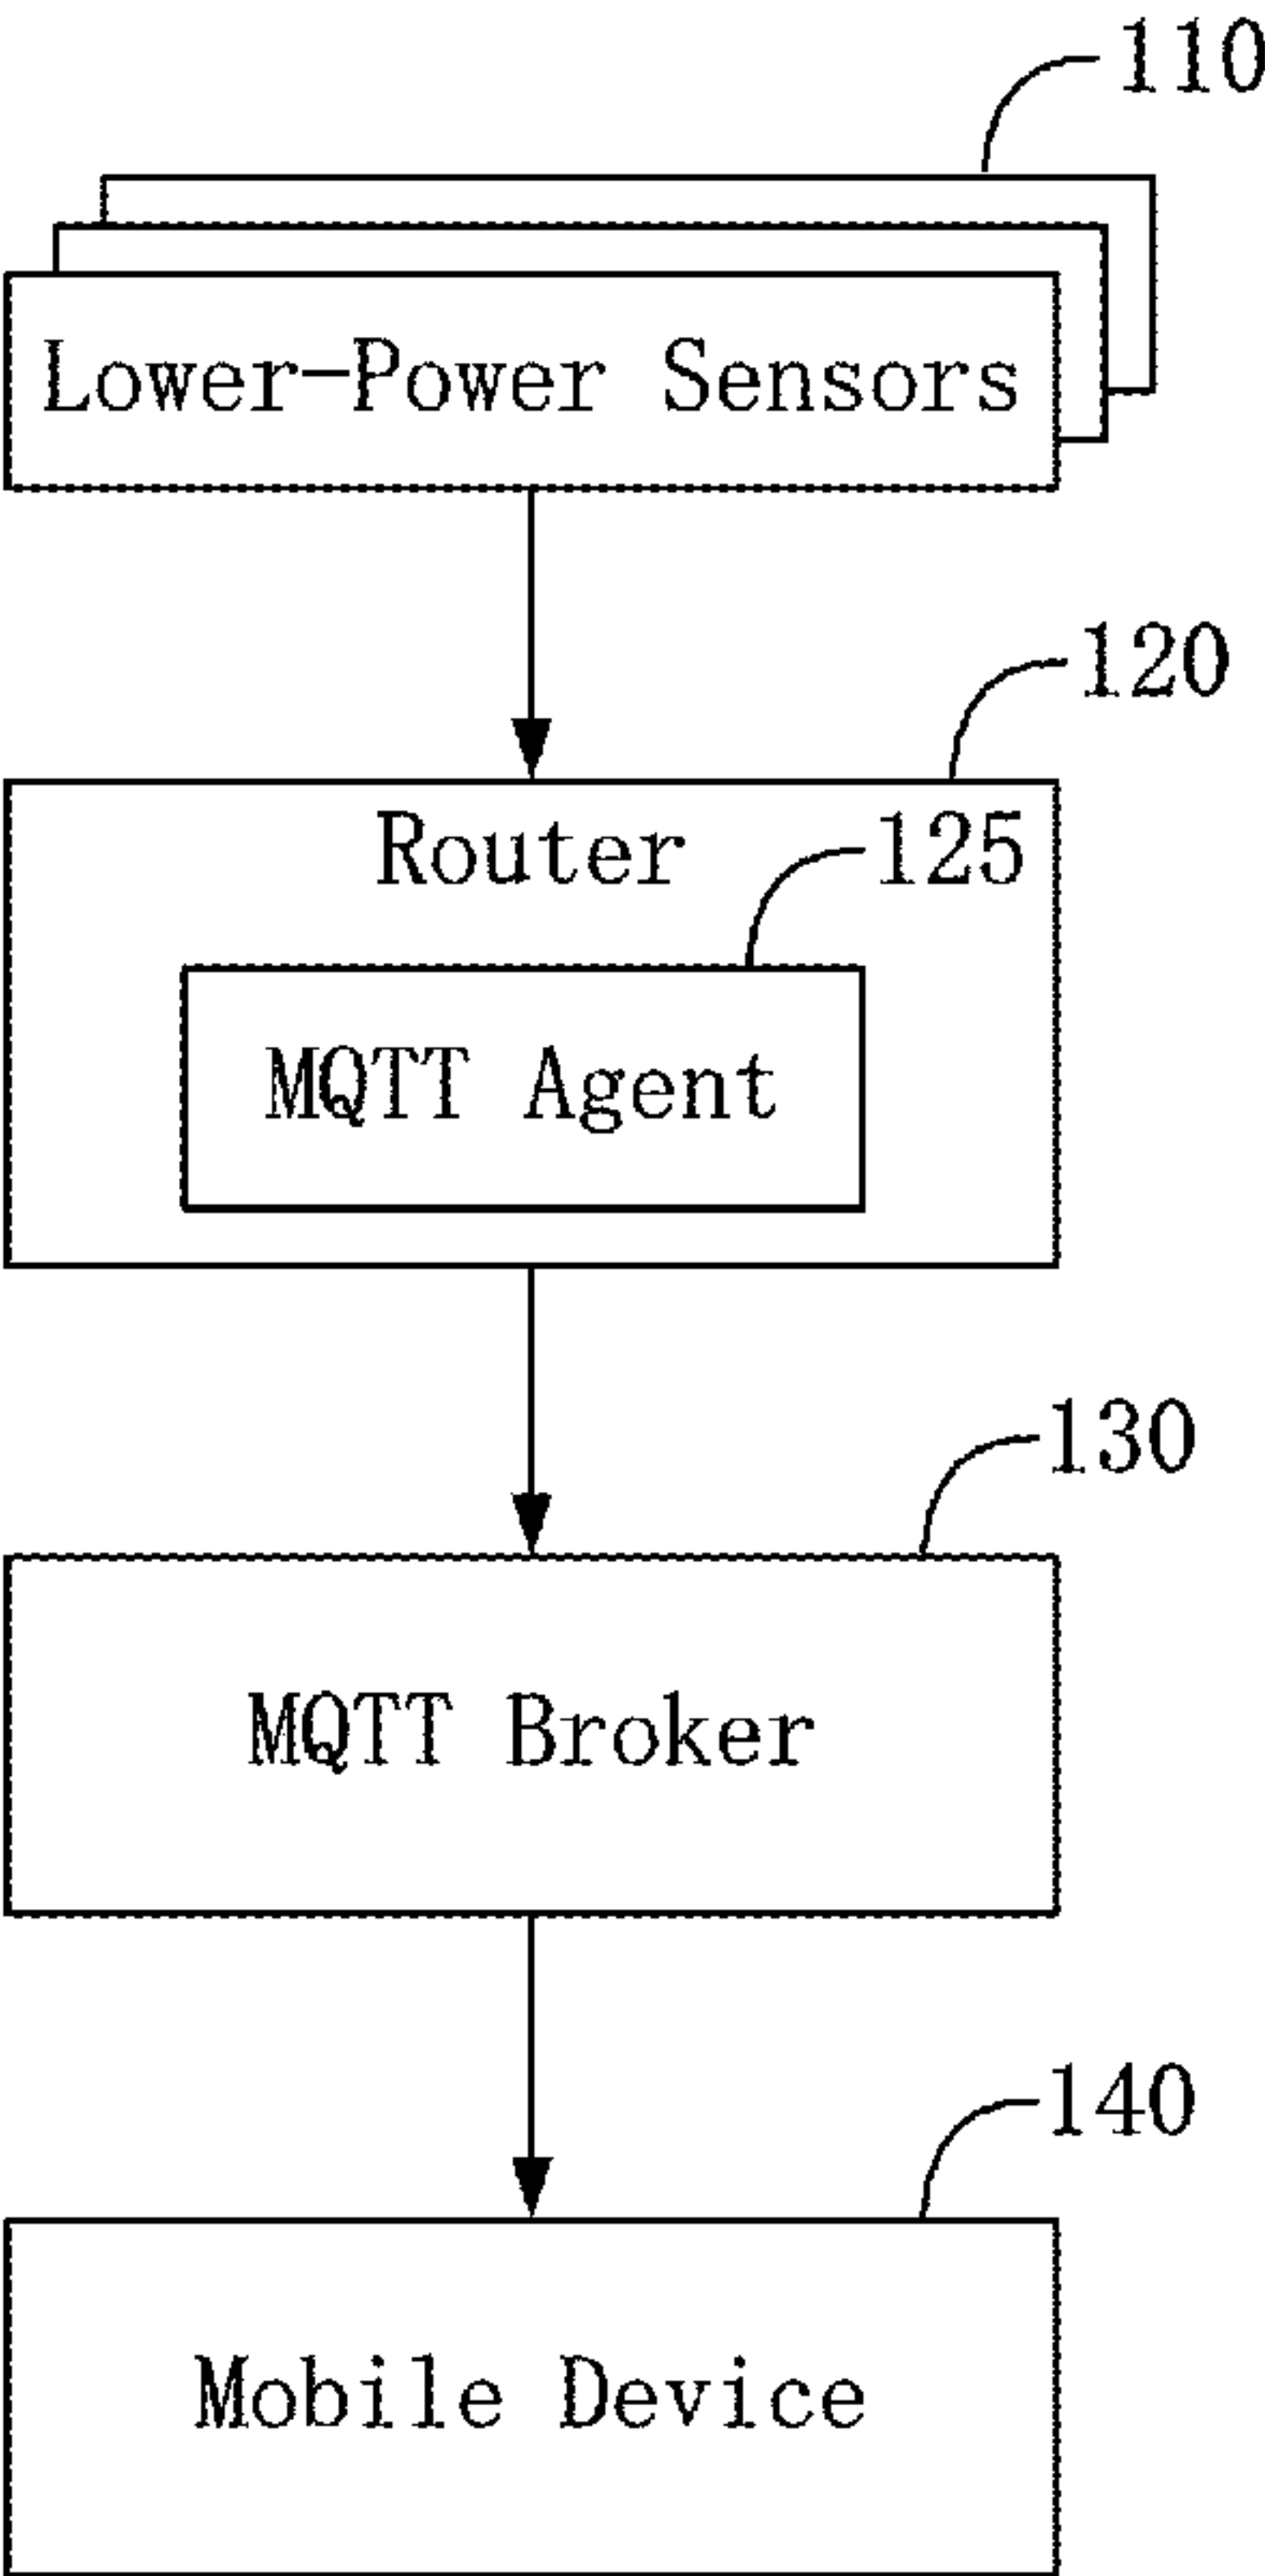 110
Lower-Power Sensors
120
Router
125
MQTT Agent
130
MQTT Broker
140
Mobile Device